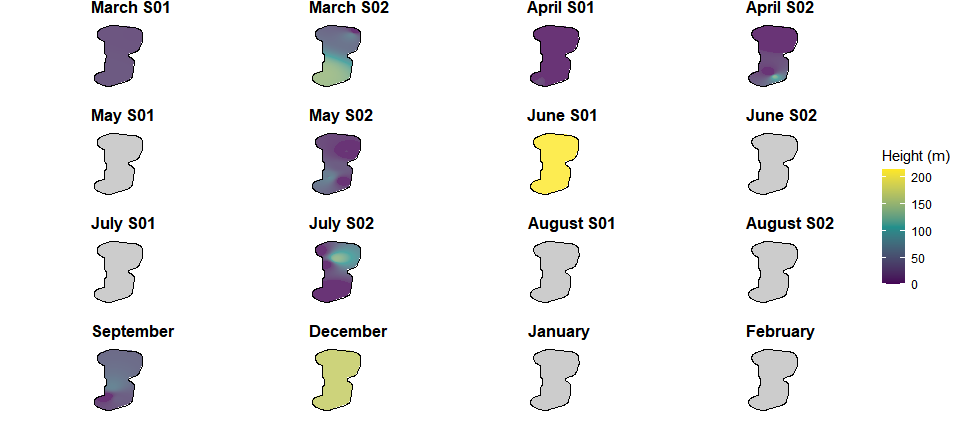 March S01
March S02
April S01
April S02
May S01
May S02
June S01
June S02
Height (m)
200
150
100
50
0
July S01
July S02
August S01
August S02
September
December
January
February